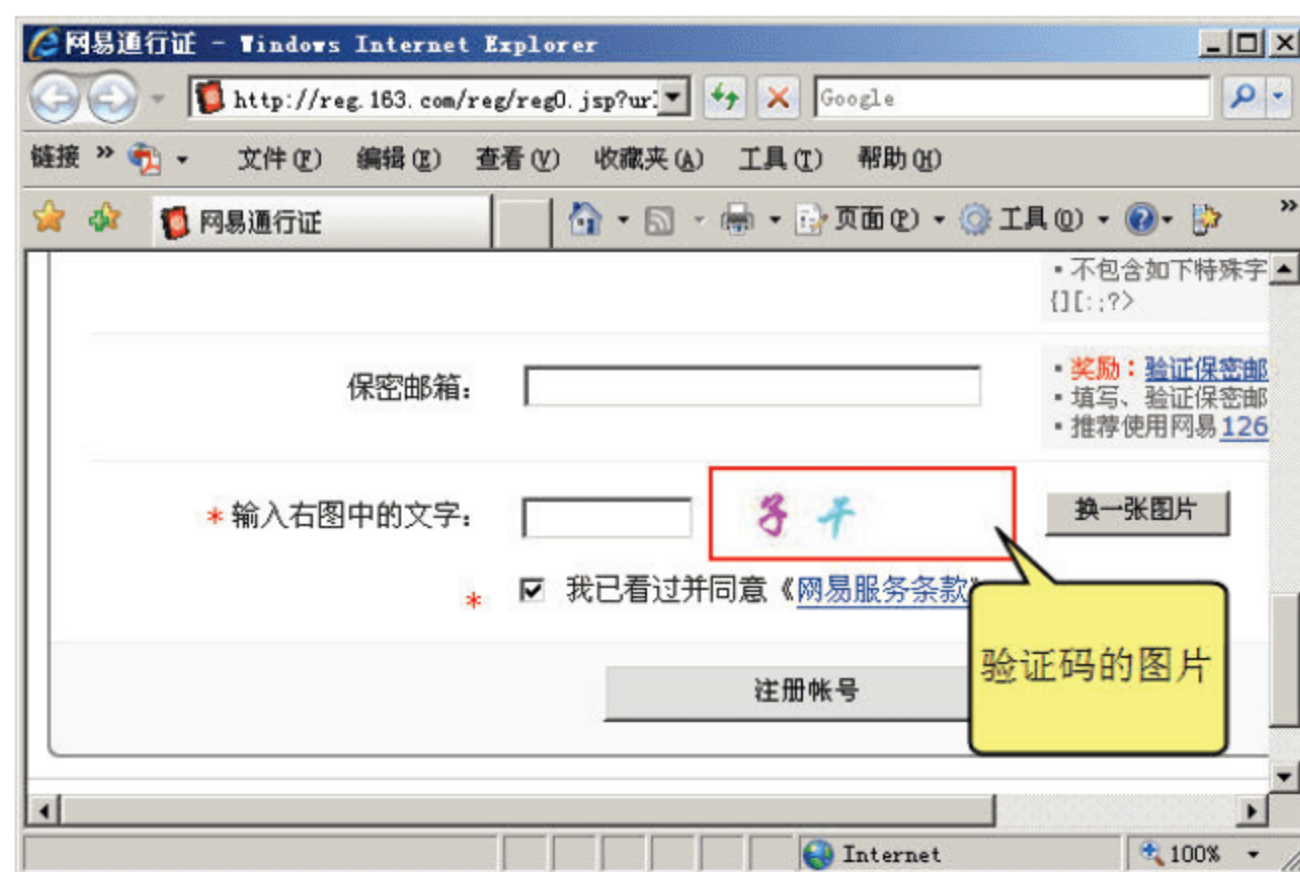 网易通行证 - Windows Internet Explorer
http://reg.163.com/reg/reg0.jsp?ur
Google
链接 » 文件(F) 编辑(E) 查看(V) 收藏夹(A) 工具(T) 帮助(H)
网易通行证 页面(P) 工具(O) »
▪ 不包含如下特殊字
{][:;?>
保密邮箱：
▪ 奖励：验证保密邮
▪ 填写、验证保密邮
▪ 推荐使用网易126
*输入右图中的文字：
干
换一张图片
* 我已看过并同意《网易服务条款
验证码的图片
注册帐号
Internet 100%